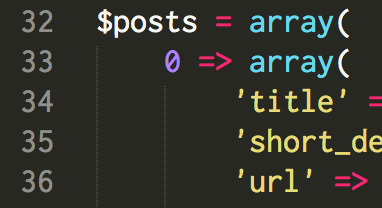 32 $posts = array(
33 0 => array(
34 'title' =
35 'short_de
36 'url' =>